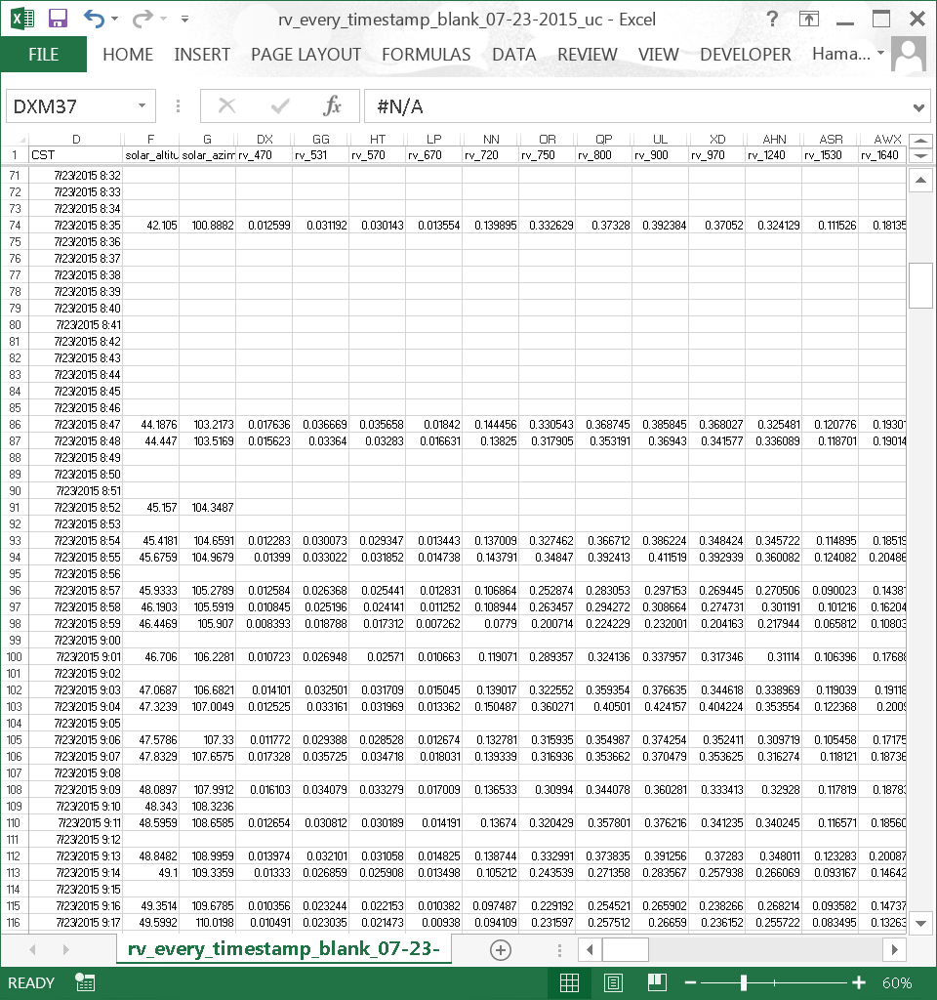 rv_every_timestamp_blank_07-23-2015_uc - Excel ?
FILE HOME INSERT PAGE LAYOUT FORMULAS DATA REVIEW VIEW DEVELOPER Hama...
DXM37 fx #N/A
D F G DX GG HT LP NN OR QP UL XD AHN ASR AWX
1 CST solar_altitu solar_azim rv_470 rv_531 rv_570 rv_670 rv_720 rv_750 rv_800 rv_900 rv_970 rv_1240 rv_1530 rv_1640
71 7/23/2015 8:32
72 7/23/2015 8:33
73 7/23/2015 8:34
74 7/23/2015 8:35 42.105 100.8882 0.012599 0.031192 0.030143 0.013554 0.139895 0.332629 0.37328 0.392384 0.37052 0.324129 0.111526 0.18135
75 7/23/2015 8:36
76 7/23/2015 8:37
77 7/23/2015 8:38
78 7/23/2015 8:39
79 7/23/2015 8:40
80 7/23/2015 8:41
81 7/23/2015 8:42
82 7/23/2015 8:43
83 7/23/2015 8:44
84 7/23/2015 8:45
85 7/23/2015 8:46
86 7/23/2015 8:47 44.1876 103.2173 0.017636 0.036669 0.035658 0.01842 0.144456 0.330543 0.368745 0.385845 0.368027 0.325481 0.120776 0.1930
87 7/23/2015 8:48 44.447 103.5169 0.015623 0.03364 0.03283 0.016631 0.13825 0.317905 0.353191 0.36943 0.341577 0.336089 0.118701 0.19014
88 7/23/2015 8:49
89 7/23/2015 8:50
90 7/23/2015 8:51
91 7/23/2015 8:52 45.157 104.3487
92 7/23/2015 8:53
93 7/23/2015 8:54 45.4181 104.6591 0.012283 0.030073 0.029347 0.013443 0.137009 0.327462 0.366712 0.386224 0.348424 0.345722 0.114895 0.18519
94 7/23/2015 8:55 45.6759 104.9679 0.01399 0.033022 0.031852 0.014738 0.143791 0.34847 0.392413 0.411519 0.392939 0.360082 0.124082 0.20486
95 7/23/2015 8:56
96 7/23/2015 8:57 45.9333 105.2789 0.012584 0.026368 0.025441 0.012831 0.106864 0.252874 0.283053 0.297153 0.269445 0.270506 0.090023 0.1438
97 7/23/2015 8:58 46.1903 105.5919 0.010845 0.025196 0.024141 0.011252 0.108944 0.263457 0.294272 0.308664 0.274731 0.301191 0.101216 0.16204
98 7/23/2015 8:59 46.4469 105.907 0.008393 0.018788 0.017312 0.007262 0.0779 0.200714 0.224229 0.232001 0.204163 0.217944 0.065812 0.10803
99 7/23/2015 9:00
100 7/23/2015 9:01 46.706 106.2281 0.010723 0.026948 0.02571 0.010663 0.119071 0.289357 0.324136 0.337957 0.317346 0.31114 0.106396 0.17688
101 7/23/2015 9:02
102 7/23/2015 9:03 47.0687 106.6821 0.014101 0.032501 0.031709 0.015045 0.139017 0.322552 0.359354 0.376635 0.344618 0.338969 0.119039 0.19118
103 7/23/2015 9:04 47.3239 107.0049 0.012525 0.033161 0.031969 0.013362 0.150487 0.360271 0.40501 0.424157 0.404224 0.353554 0.122368 0.200
104 7/23/2015 9:05
105 7/23/2015 9:06 47.5786 107.33 0.011772 0.029388 0.028528 0.012674 0.132781 0.315935 0.354987 0.374254 0.352411 0.309719 0.105458 0.17175
106 7/23/2015 9:07 47.8329 107.6575 0.017328 0.035725 0.034718 0.018031 0.139339 0.316936 0.353662 0.370479 0.353625 0.316274 0.118121 0.18736
107 7/23/2015 9:08
108 7/23/2015 9:09 48.0897 107.9912 0.016103 0.034079 0.033279 0.017009 0.136533 0.30994 0.344078 0.360281 0.333413 0.32928 0.117819 0.1878
109 7/23/2015 9:10 48.343 108.3236
110 7/23/2015 9:11 48.5959 108.6585 0.012654 0.030812 0.030189 0.014191 0.13674 0.320429 0.357801 0.376216 0.341235 0.340245 0.116571 0.18560
111 7/23/2015 9:12
112 7/23/2015 9:13 48.8482 108.9959 0.013974 0.032101 0.031058 0.014825 0.138744 0.332991 0.373835 0.391256 0.37283 0.348011 0.123283 0.20087
113 7/23/2015 9:14 49.1 109.3359 0.01333 0.026859 0.025908 0.013498 0.105212 0.243539 0.271358 0.283567 0.257938 0.266069 0.093167 0.14642
114 7/23/2015 9:15
115 7/23/2015 9:16 49.3514 109.6785 0.010356 0.023244 0.022153 0.010382 0.097487 0.229192 0.254521 0.265902 0.238266 0.268214 0.093582 0.14737
116 7/23/2015 9:17 49.5992 110.0198 0.010491 0.023035 0.021473 0.00938 0.094109 0.231597 0.257512 0.26659 0.236152 0.255722 0.083495 0.13263
rv_every_timestamp_blank_07-23-
READY 60%